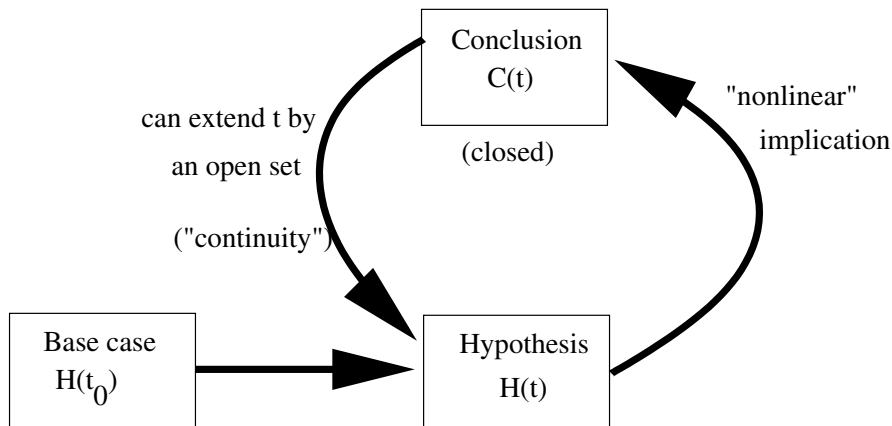 Conclusion
C(t)
"nonlinear"
implication
can extend t by
an open set
(closed)
("continuity")
Base case
H(t0)
Hypothesis
H(t)